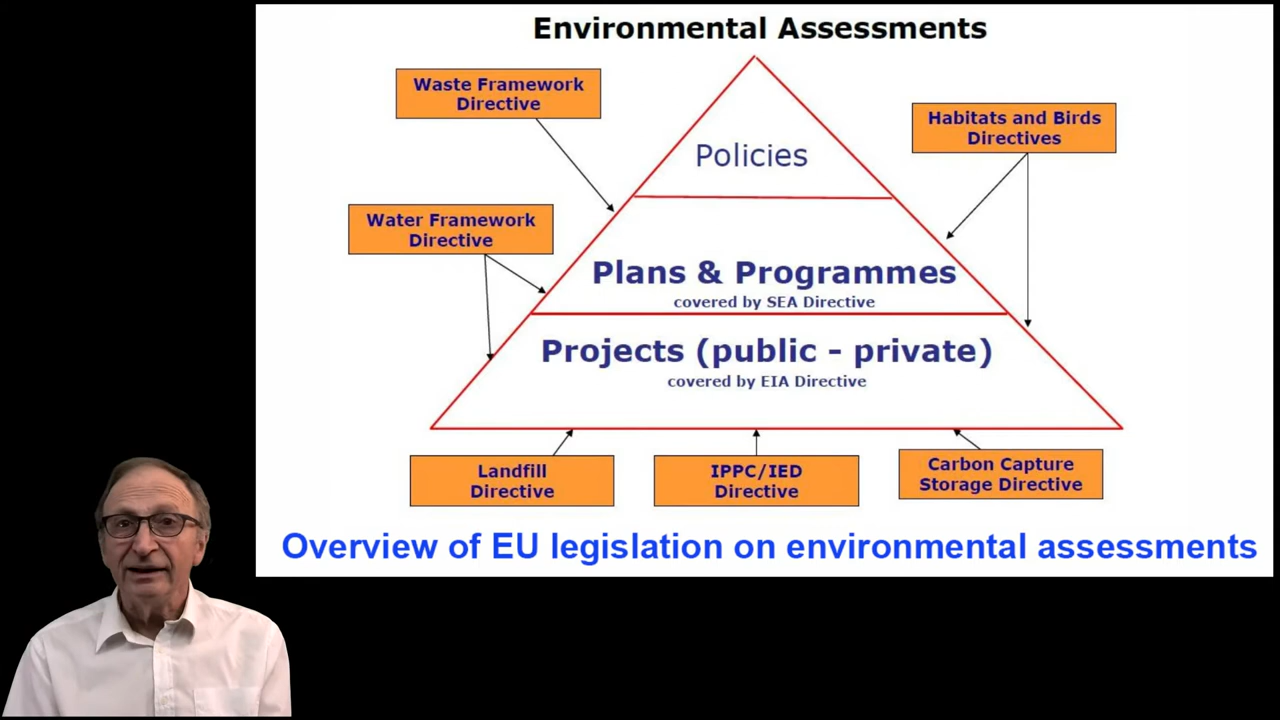 Environmental Assessments
Waste Framework
Directive
Habitats and Birds
Directives
Policies
Water Framework
Directive
Plans & Programmes
covered by SEA Directive
Projects (public - private)
covered by EIA Directive
Landfill
Directive
IPPC/IED
Directive
Carbon Capture
Storage Directive
Overview of EU legislation on environmental assessments